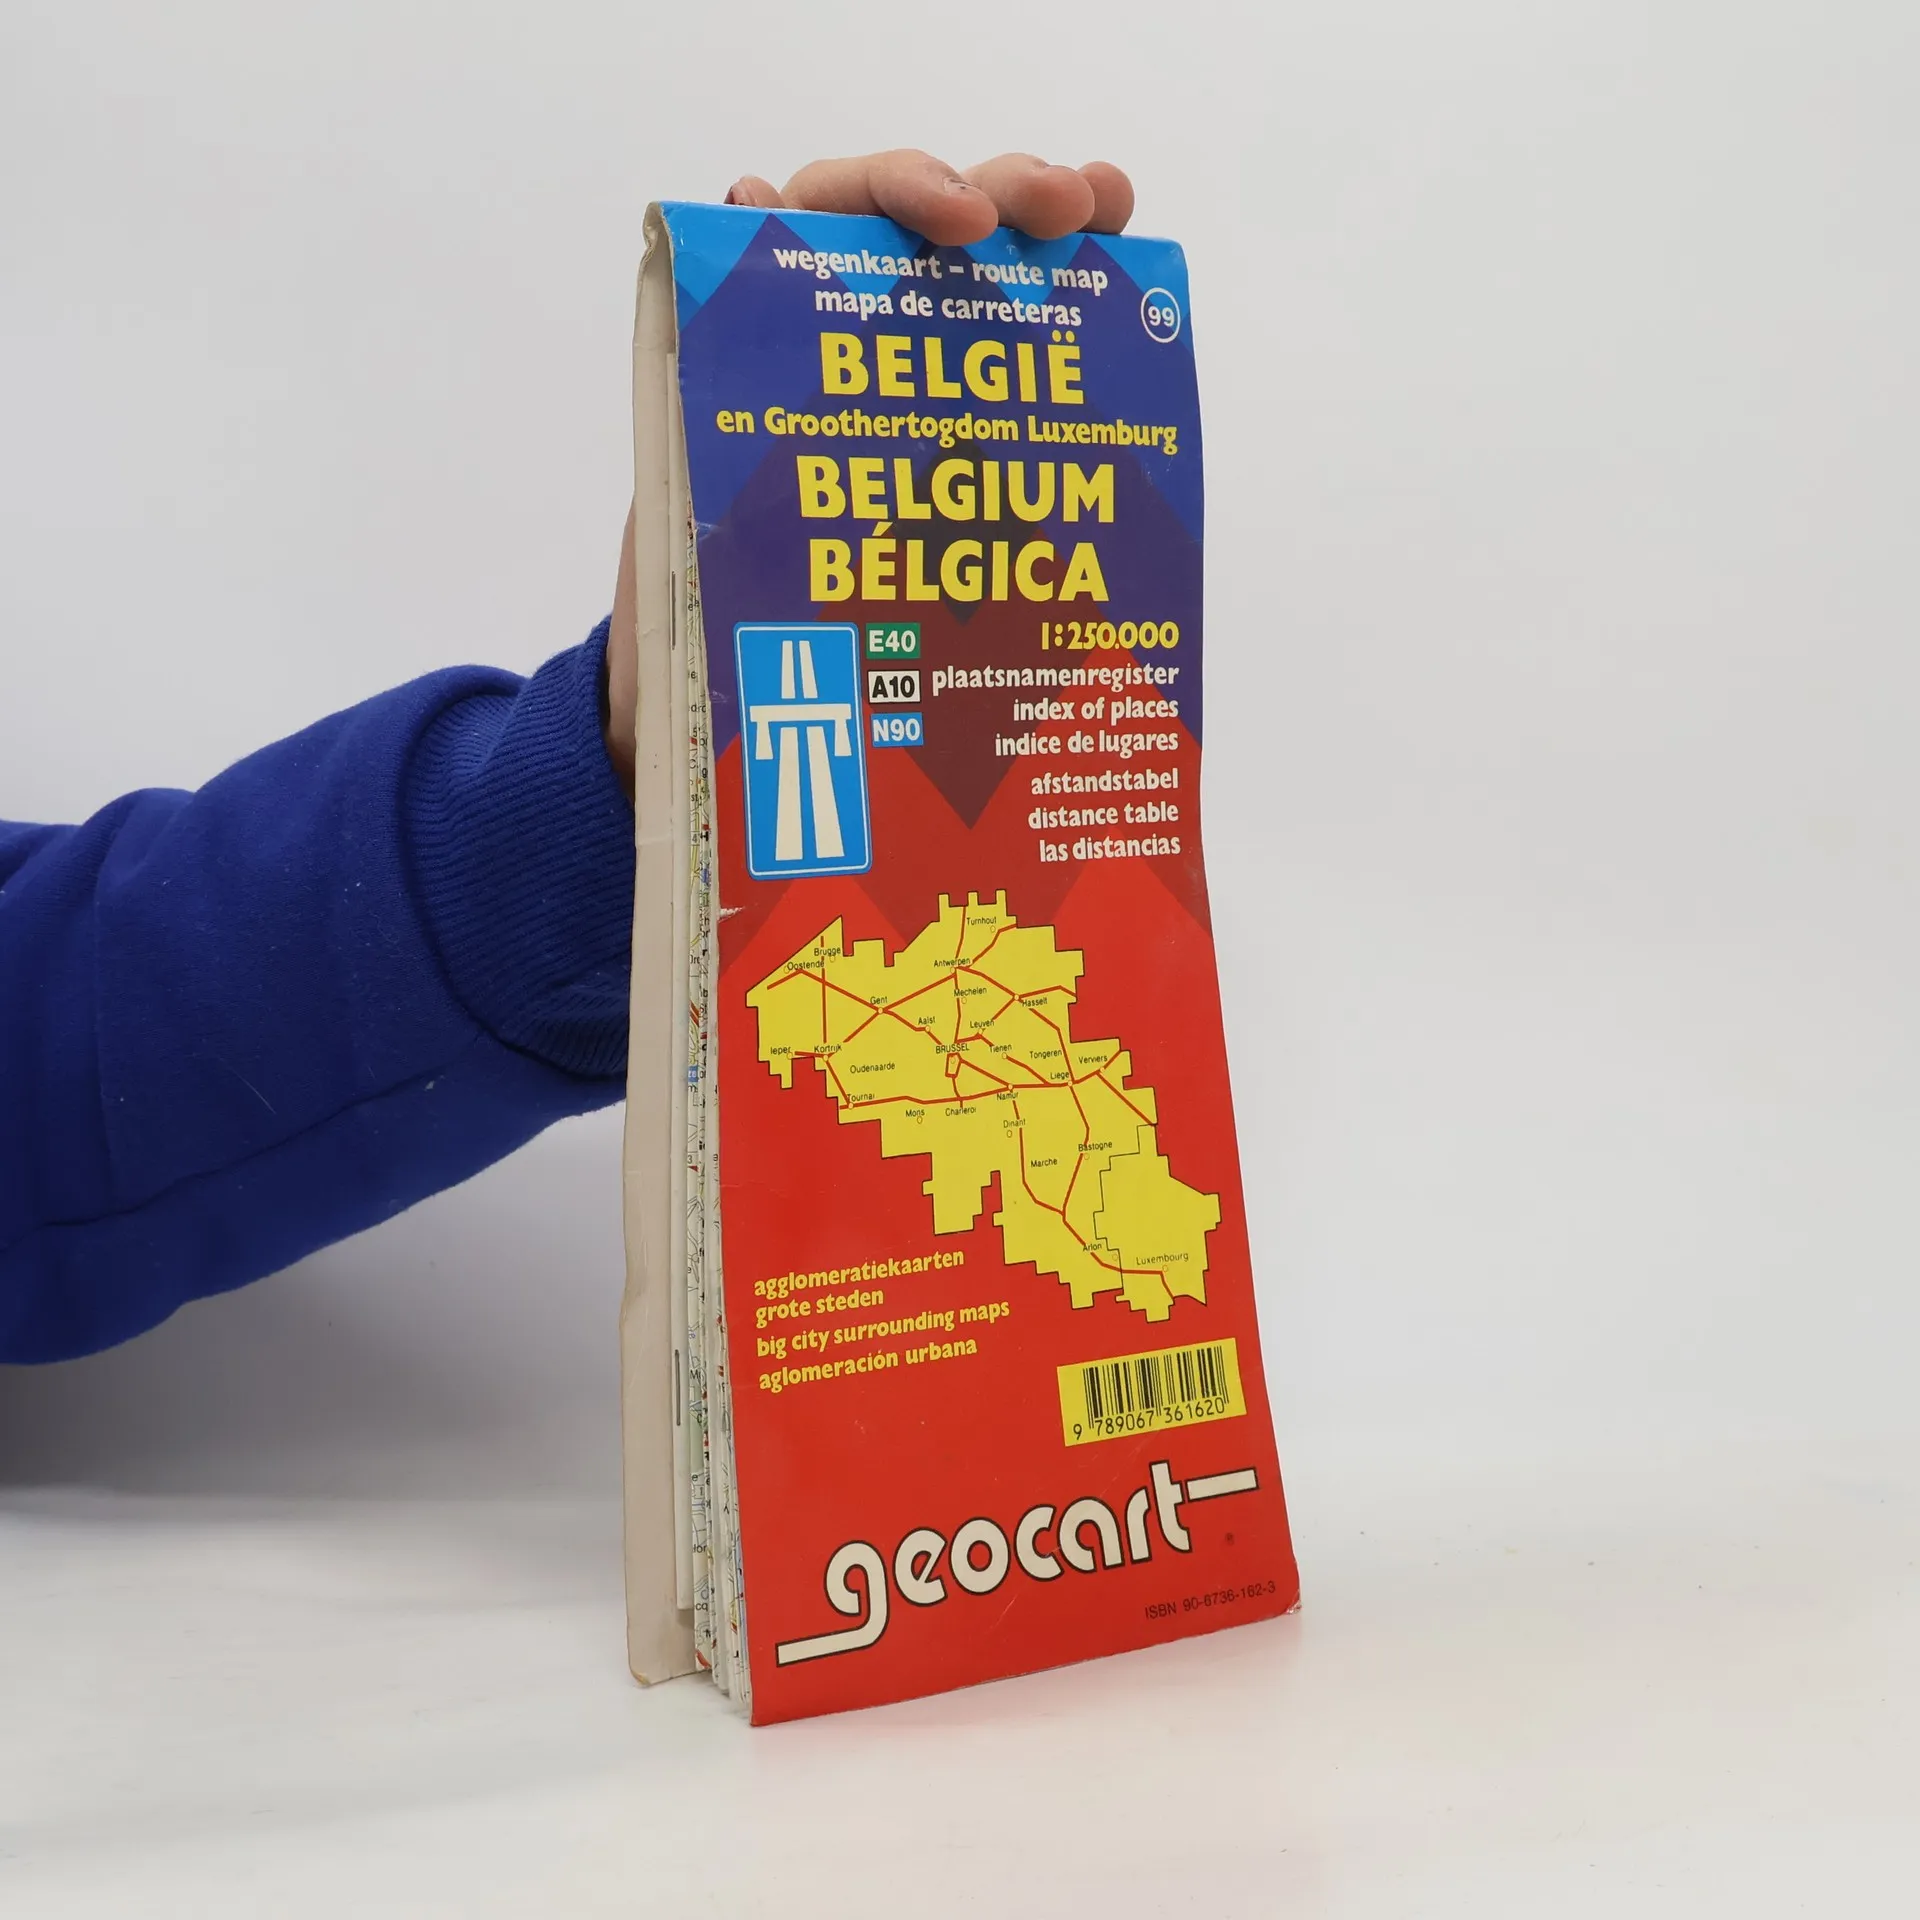 wegenkaart – route map
mapa de carreteras
99
BELGIË
en Groothertogdom Luxemburg
BELGIUM
BÉLGICA
1:250.000
E40
A10
N90
plaatsnamenregister
index of places
indice de lugares
afstandstabel
distance table
las distancias
Turnhout
Brugge
Oostende
Antwerpen
Mechelen
Hasselt
Gent
Aalst
Leuven
Ieper
Kortrijk
BRUSSEL
Tienen
Tongeren
Verviers
Oudenaarde
Liege
Tournai
Namur
Mons
Charleroi
Dinant
Bastogne
Marche
Arlon
Luxembourg
agglomeratiekaarten
grote steden
big city surrounding maps
aglomeración urbana
9 789067 361620
geocart
ISBN 90-6736-162-3